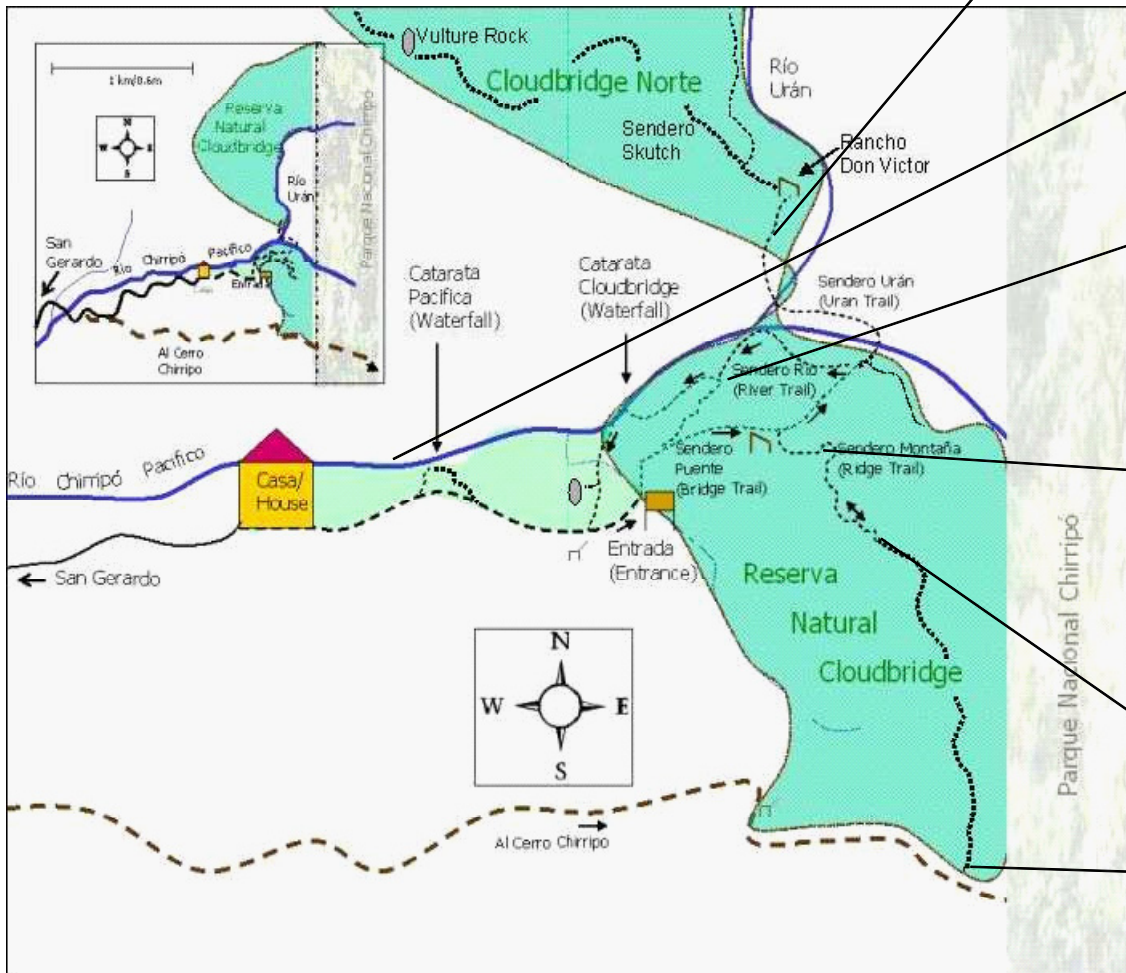 Vulture Rock
Cloudbridge Norte
Río
Urán
Sendero
Skutch
Rancho
Don Victor
1 km/0.6m
N
W
E
S
Reserva
Natural
Cloudbridge
Río
Urán
Parque Nacional Chirripó
San
Gerardo
Río Chirripó Pacifico
Entrada
Al Cerro
Chirripo
Catarata
Pacifica
(Waterfall)
Catarata
Cloudbridge
(Waterfall)
Sendero Urán
(Uran Trail)
Sendero Río
(River Trail)
Sendero
Puente
(Bridge Trail)
Sendero Montaña
(Ridge Trail)
Río Chirripó Pacifico
Casa/
House
San Gerardo
Entrada
(Entrance)
Reserva
Natural
Cloudbridge
N
W
E
S
Al Cerro Chirripo
Parque Nacional Chirripó